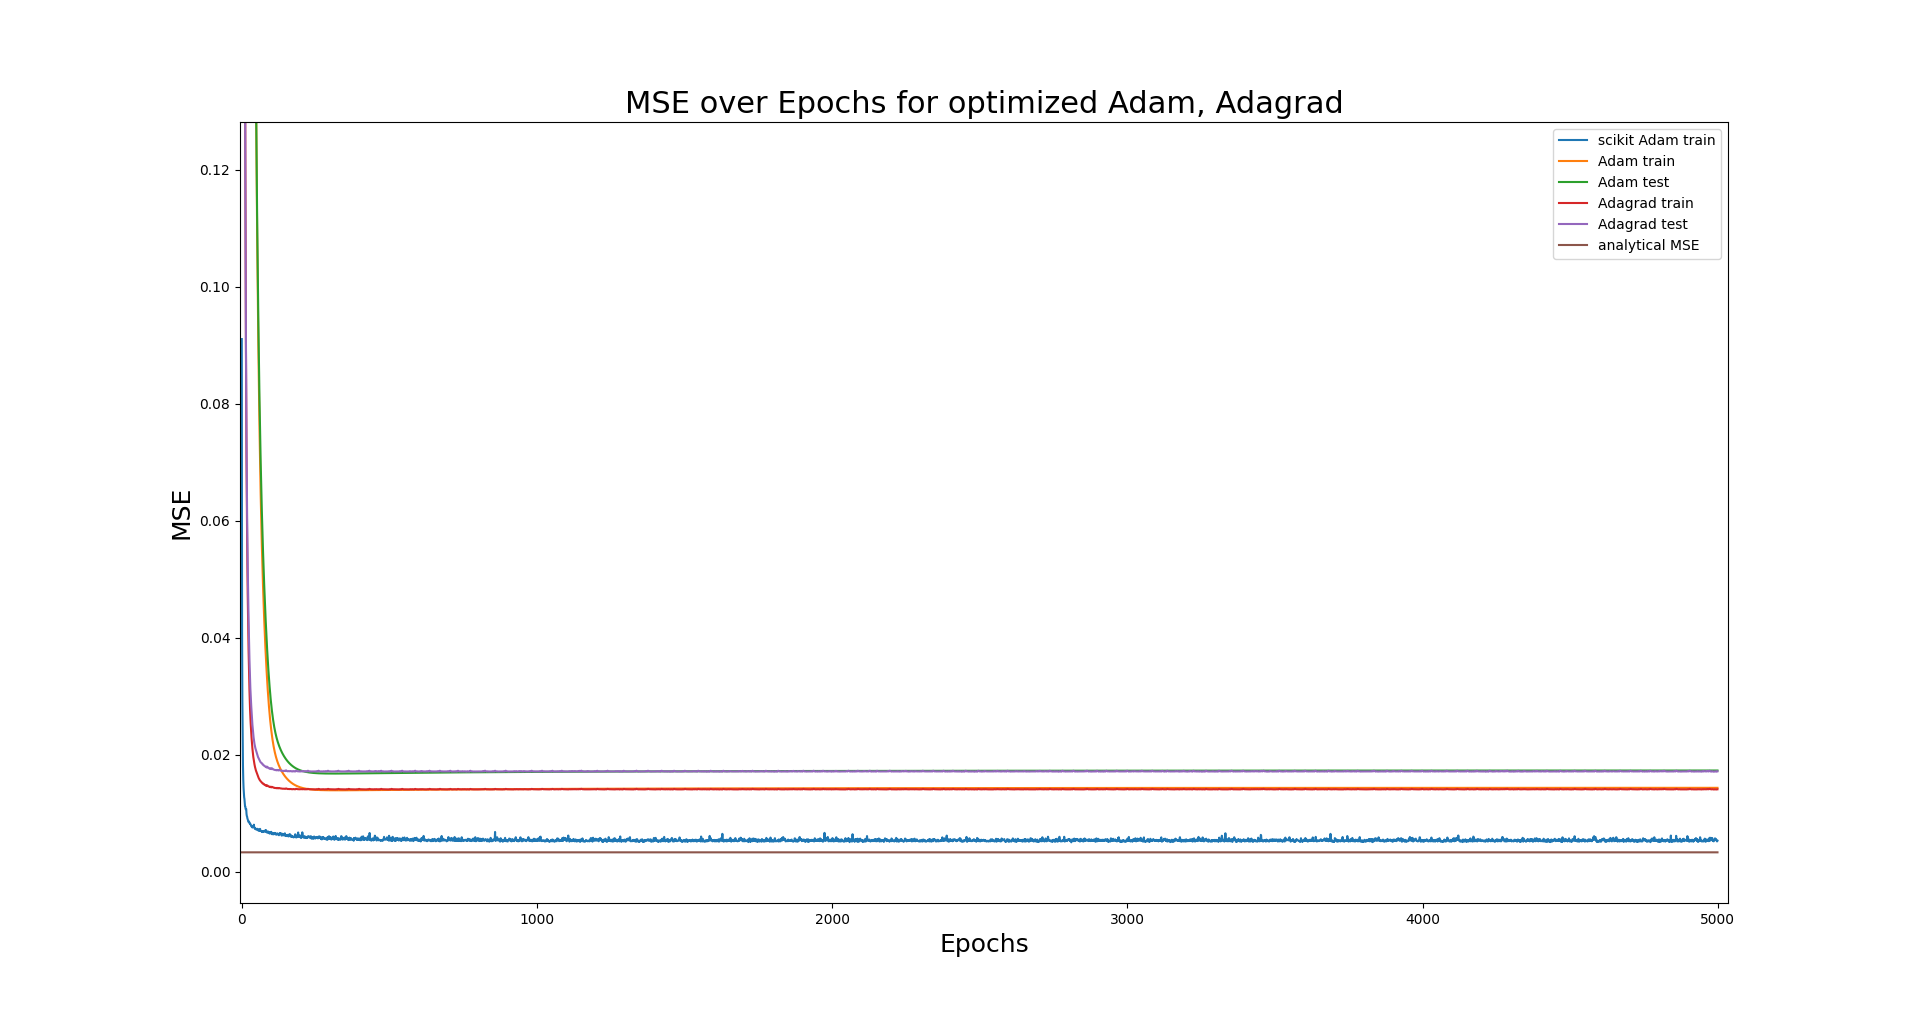 MSE over Epochs for optimized Adam, Adagrad
scikit Adam train
Adam train
Adam test
Adagrad train
Adagrad test
analytical MSE
0.12
0.10
0.08
0.06
0.04
0.02
0.00
MSE
0 1000 2000 3000 4000 5000
Epochs